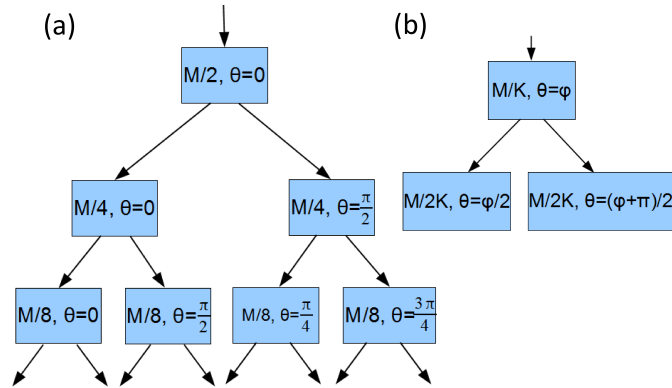 (a)
(b)
M/2, θ=0
M/K, θ=φ
M/4, θ=0
M/4, θ=π/2
M/2K, θ=φ/2
M/2K, θ=(φ+π)/2
M/8, θ=0
M/8, θ=π/2
M/8, θ=π/4
M/8, θ=3π/4